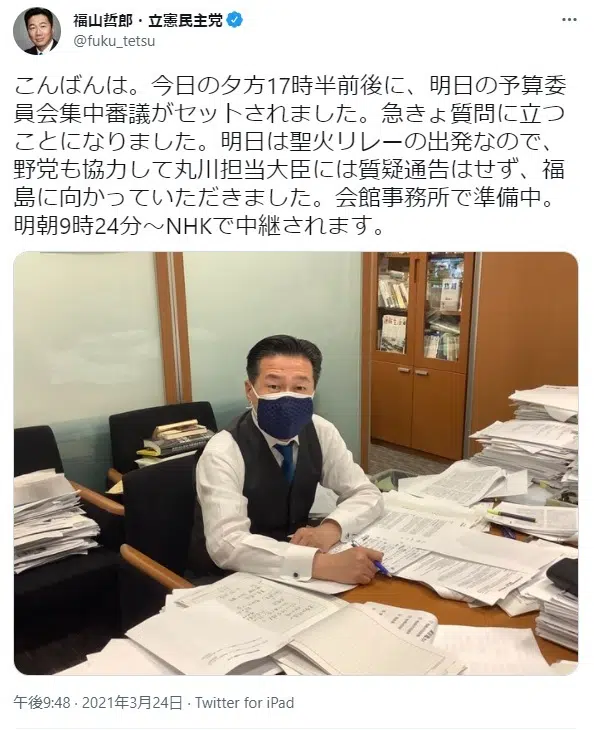 福山哲郎・立憲民主党
@fuku_tetsu
こんばんは。今日の夕方17時半前後に、明日の予算委
員会集中審議がセットされました。急きょ質問に立つ
ことになりました。明日は聖火リレーの出発なので、
野党も協力して丸川担当大臣には質疑通告はせず、福
島に向かっていただきました。会館事務所で準備中。
明朝9時24分〜NHKで中継されます。
午後9:48 · 2021年3月24日 · Twitter for iPad